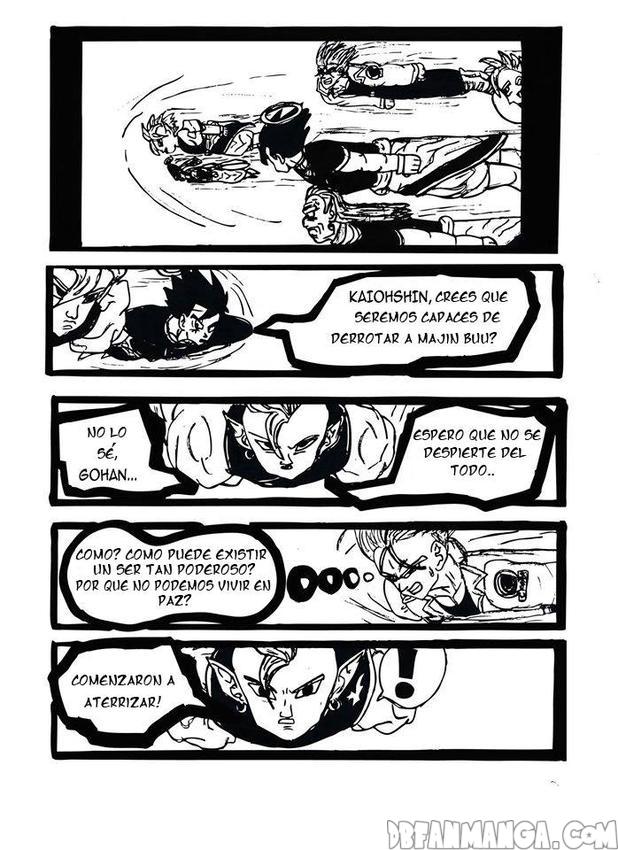 KAIOHSHIN, CREES QUE
SEREMOS CAPACES DE
DERROTAR A MAJIN BUU?
NO LO
SÉ,
GOHAN...
ESPERO QUE NO SE
DESPIERTE DEL
TODO..
COMO? COMO PUEDE EXISTIR
UN SER TAN PODEROSO?
POR QUE NO PODEMOS VIVIR EN
PAZ?
COMENZARON A
ATERRIZAR!
!
DBFANMANGA.COM